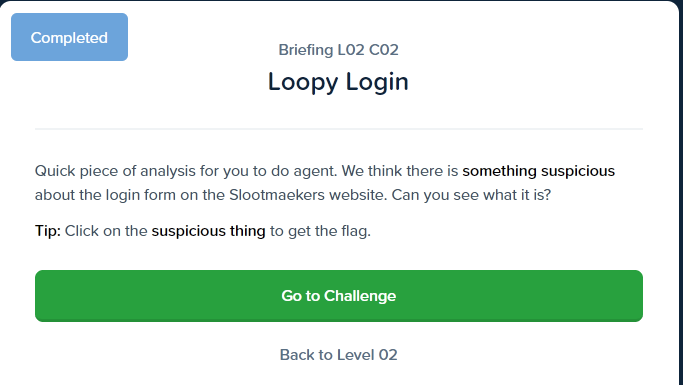 Completed
Briefing L02 C02
Loopy Login
Quick piece of analysis for you to do agent. We think there is something suspicious
about the login form on the Slootmaekers website. Can you see what it is?
Tip: Click on the suspicious thing to get the flag.
Go to Challenge
Back to Level 02